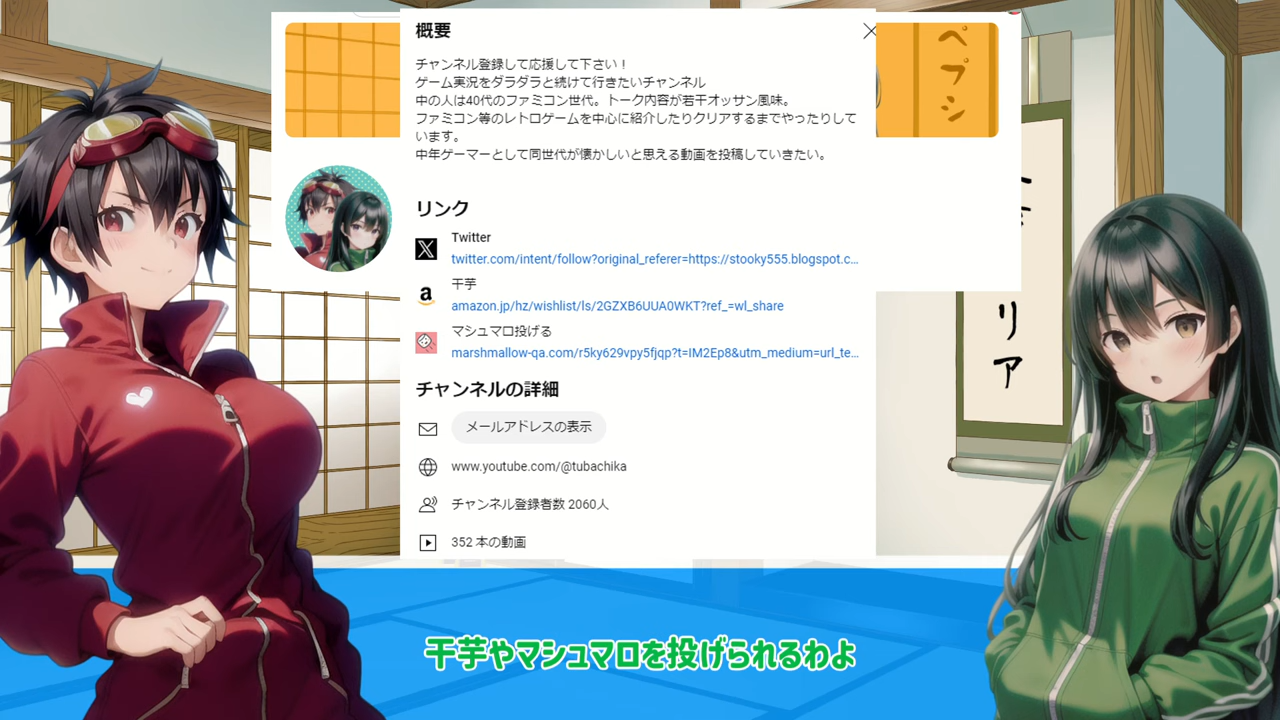 概要
チャンネル登録して応援して下さい！
ゲーム実況をダラダラと続けて行きたいチャンネル
中の人は40代のファミコン世代。トーク内容が若干オッサン風味。
ファミコン等のレトロゲームを中心に紹介したりクリアするまでやったりして
います。
中年ゲーマーとして同世代が懐かしいと思える動画を投稿していきたい。
リンク
Twitter
twitter.com/intent/follow?original_referer=https://stooky555.blogspot.c...
干芋
amazon.jp/hz/wishlist/ls/2GZXB6UUA0WKT?ref_=wl_share
マシュマロ投げる
marshmallow-qa.com/r5ky629vpy5fjqp?t=IM2Ep8&utm_medium=url_te...
チャンネルの詳細
メールアドレスの表示
www.youtube.com/@tubachika
チャンネル登録者数 2060人
352 本の動画
ペプシ
リア
干芋やマシュマロを投げられるわよ